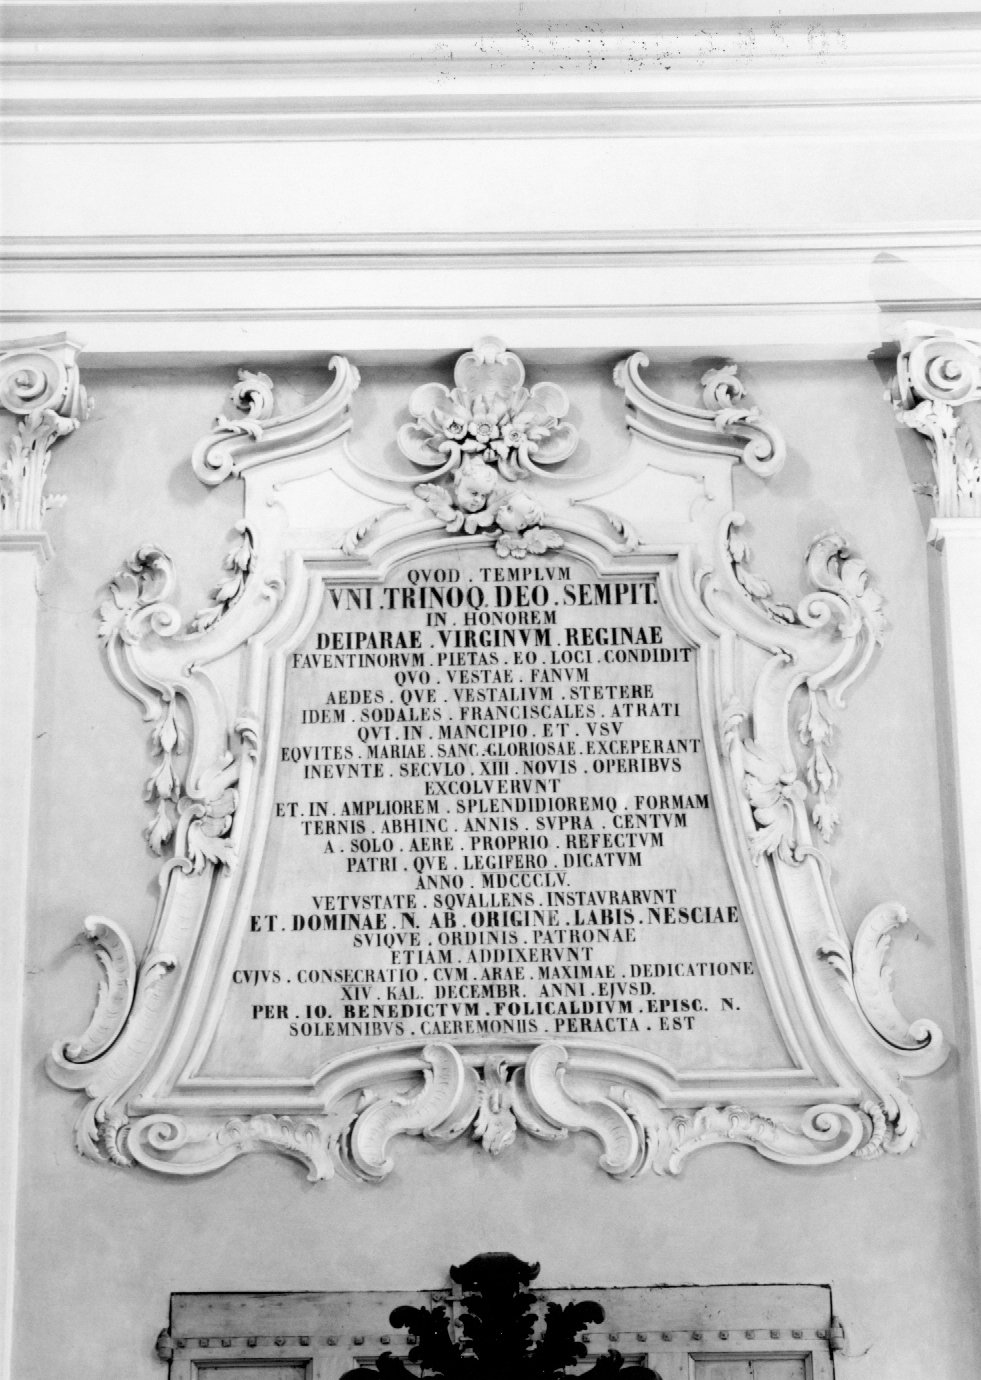 QVOD . TEMPLVM
VNI . TRINOQ. DEO . SEMPIT.
IN . HONOREM
DEIPARAE . VIRGINVM . REGINAE
FAVENTINORVM . PIETAS . EO . LOCI . CONDIDIT
QVO . VESTAE . FANVM
AEDES . QVE . VESTALIVM . STETERE
IDEM . SODALES . FRANCISCALES . ATRATI
QVI . IN . MANCIPIO . ET . VSV
EQVITES . MARIAE . SANC. GLORIOSAE . EXCEPERANT
INEVNTE . SECVLO . XIII . NOVIS . OPERIBVS
EXCOLVERVNT
ET . IN . AMPLIOREM . SPLENDIDIOREMQ . FORMAM
TERNIS . ABHINC . ANNIS . SVPRA . CENTVM
A . SOLO . AERE . PROPRIO . REFECTVM
PATRI . QVE . LEGIFERO . DICATVM
ANNO . MDCCCLV.
VETVSTATE . SQVALLENS . INSTAVRARVNT
ET . DOMINAE . N. AB . ORIGINE . LABIS . NESCIAE
SVIQVE . ORDINIS . PATRONAE
ETIAM . ADDIXERVNT
CVJVS . CONSECRATIO . CVM . ARAE . MAXIMAE . DEDICATIONE
XIV . KAL. DECEMBR. ANNI . EJVSD.
PER . IO. BENEDICTVM . FOLICALDIVM . EPISC. N.
SOLEMNIBVS . CAEREMONIIS . PERACTA . EST